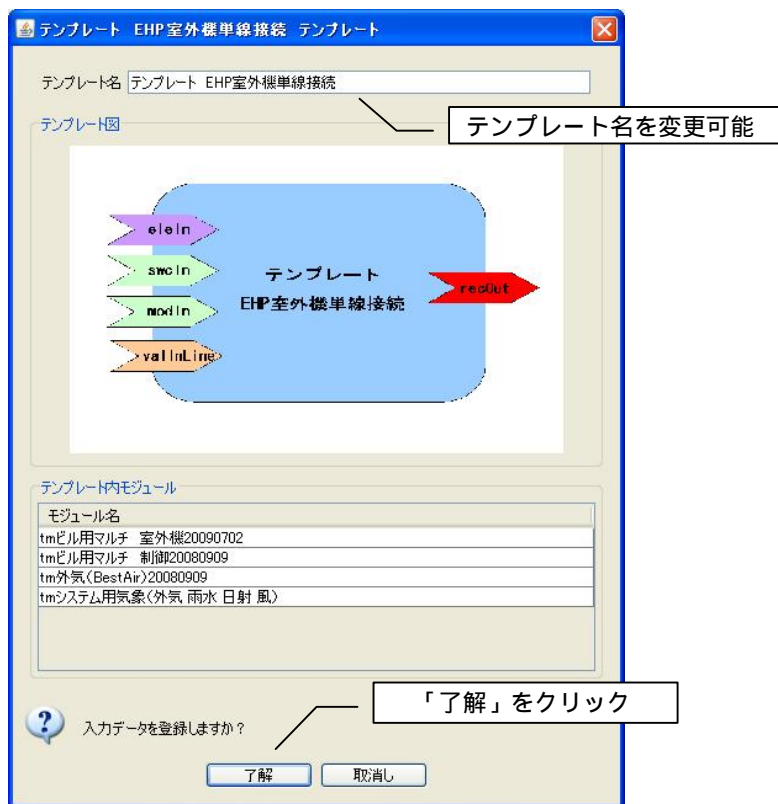 テンプレート EHP室外機単線接続 テンプレート
テンプレート名 テンプレート EHP室外機単線接続
テンプレート名を変更可能
テンプレート図
eleIn
swcIn
modIn
valInLine
テンプレート
EHP室外機単線接続
recOut
テンプレート内モジュール
モジュール名
tmビル用マルチ 室外機20090702
tmビル用マルチ 制御20080909
tm外気(BestAir)20080909
tmシステム用気象(外気 雨水 日射 風)
「了解」をクリック
入力データを登録しますか?
了解 取消し